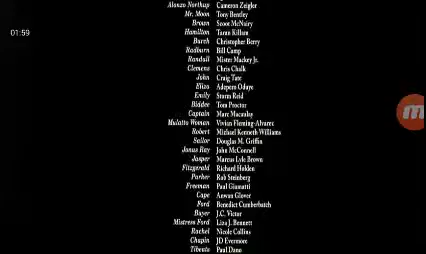 Alonzo Northup Cameron Zeigler
Mr. Moon Tony Bentley
Brown Scoot McNairy
Hamilton Taran Killam
01:59
Burch Christopher Berry
Radburn Bill Camp
Randall Mister Mackey Jr.
Clemens Chris Chalk
John Craig Tate
Eliza Adepero Oduye
Emily Storm Reid
Biddee Tom Proctor
Captain Marc Macaulay
Mulatto Woman Vivian Fleming-Alvarez
Robert Michael Kenneth Williams
Sailor Douglas M. Griffin
Jonus Ray John McConnell
Jasper Marcus Lyle Brown
Fitzgerald Richard Holden
Parker Rob Steinberg
Freeman Paul Giamatti
Cape Anwan Glover
Ford Benedict Cumberbatch
Buyer J.C. Victor
Mistress Ford Liza J. Bennett
Rachel Nicole Collins
Chapin JD Evermore
Tibeats Paul Dano